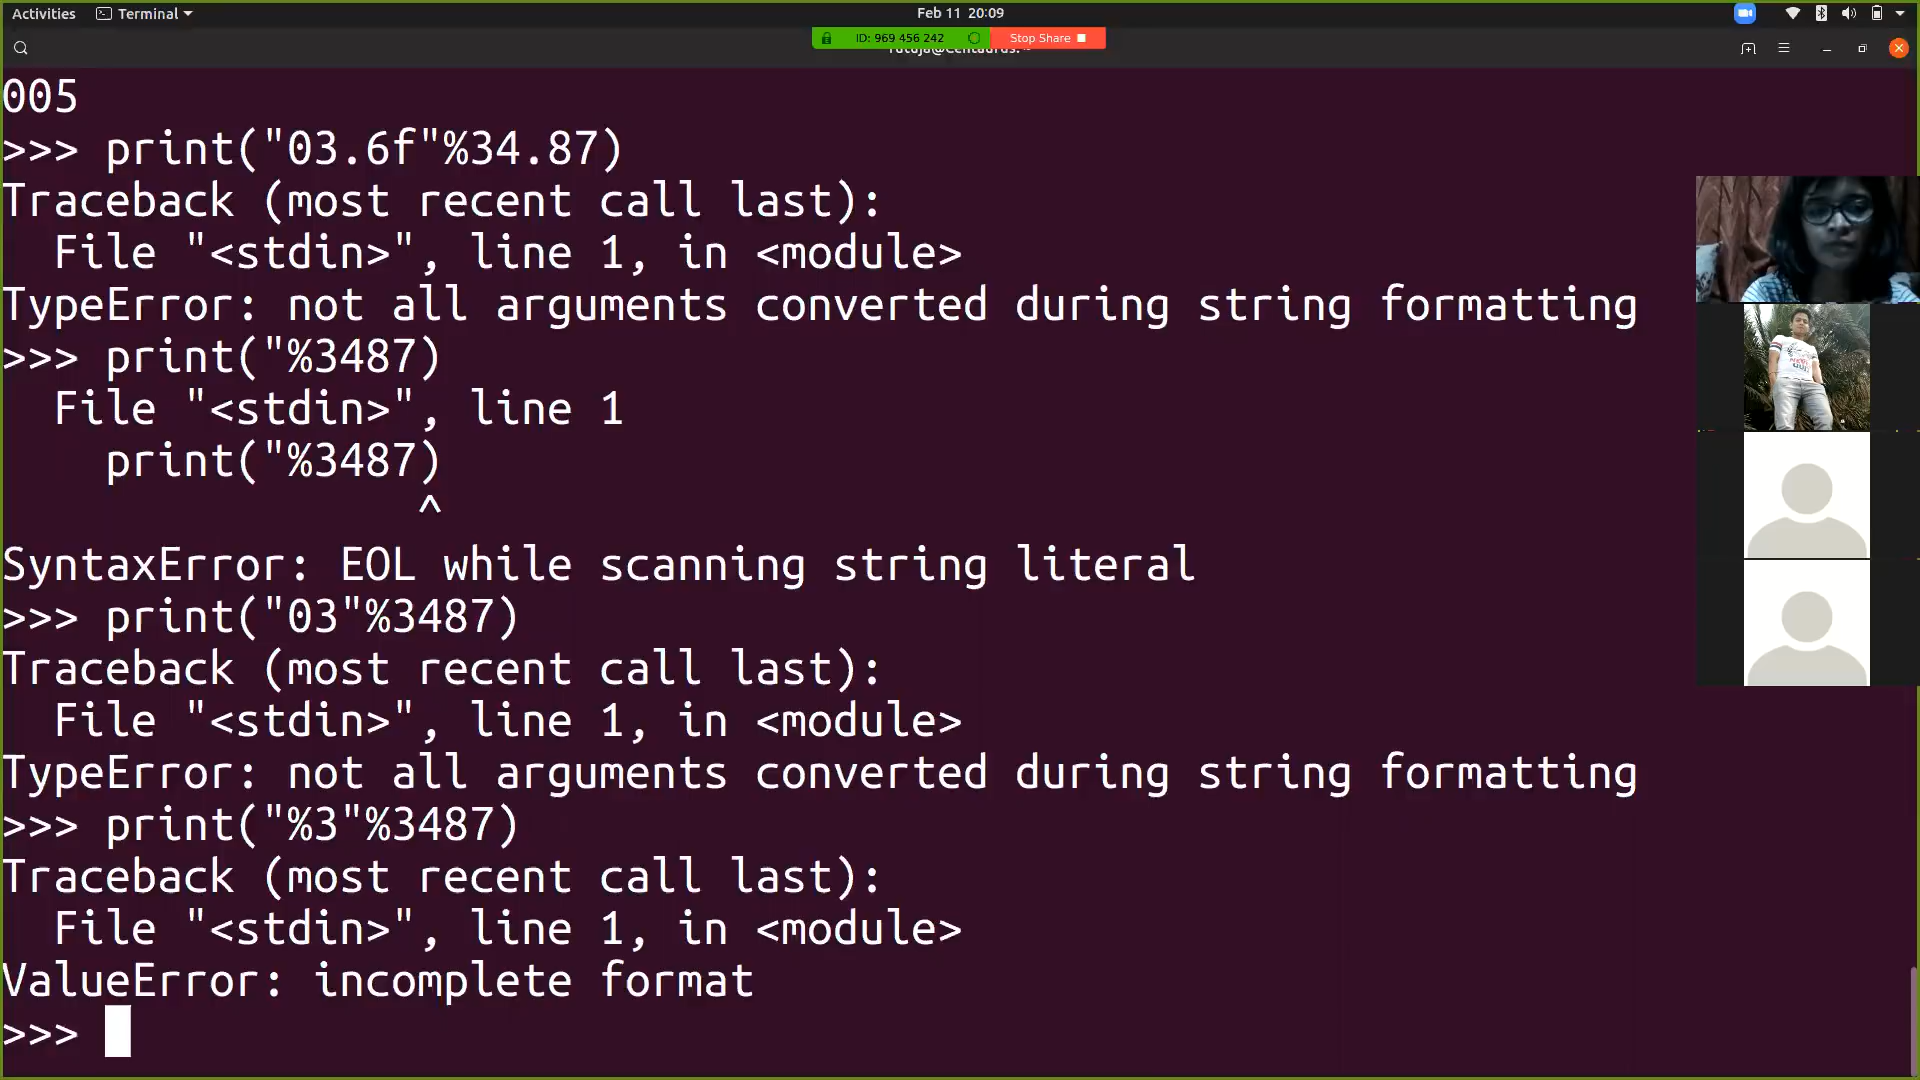 Activities Terminal Feb 11 20:09
ID: 969 456 242 Stop Share
005
>>> print("03.6f"%34.87)
Traceback (most recent call last):
  File "<stdin>", line 1, in <module>
TypeError: not all arguments converted during string formatting
>>> print("%3487)
  File "<stdin>", line 1
    print("%3487)
                ^
SyntaxError: EOL while scanning string literal
>>> print("03"%3487)
Traceback (most recent call last):
  File "<stdin>", line 1, in <module>
TypeError: not all arguments converted during string formatting
>>> print("%3"%3487)
Traceback (most recent call last):
  File "<stdin>", line 1, in <module>
ValueError: incomplete format
>>>